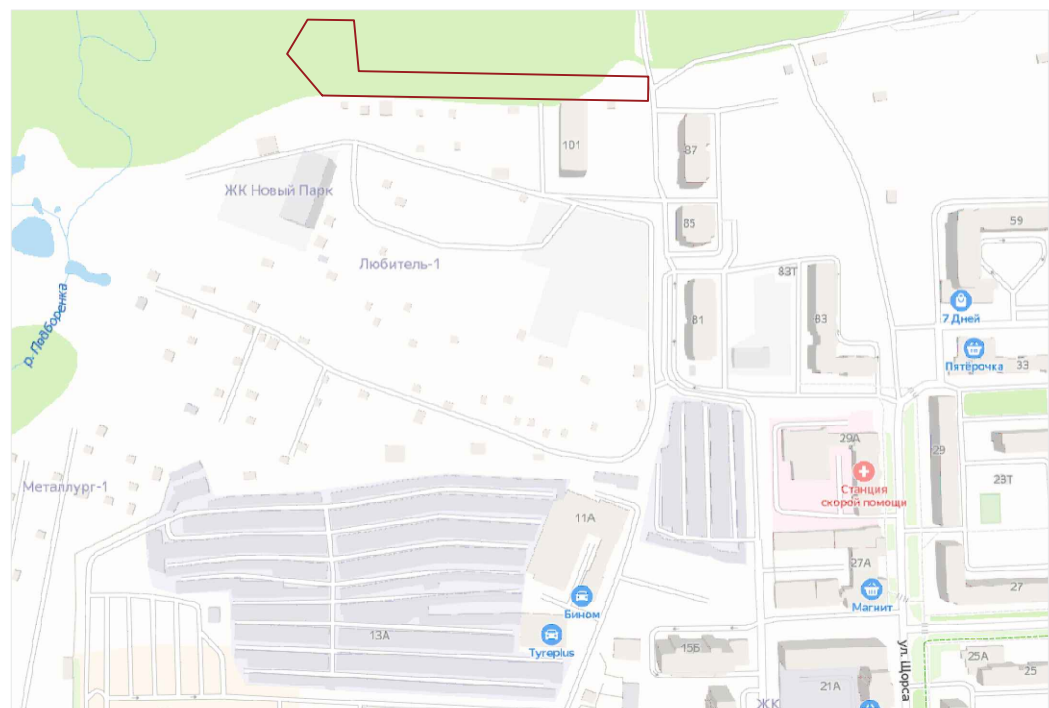 101
87
ЖК Новый Парк
85
59
Любитель-1
83Т
р. Подборенка
81
83
7 Дней
Пятёрочка
33
29А
29
Станция
скорой помощи
23Т
Металлург-1
11А
27А
27
Магнит
Бином
13А
Tyreplus
15Б
ул. Щорса
25А
25
21А
ЖК